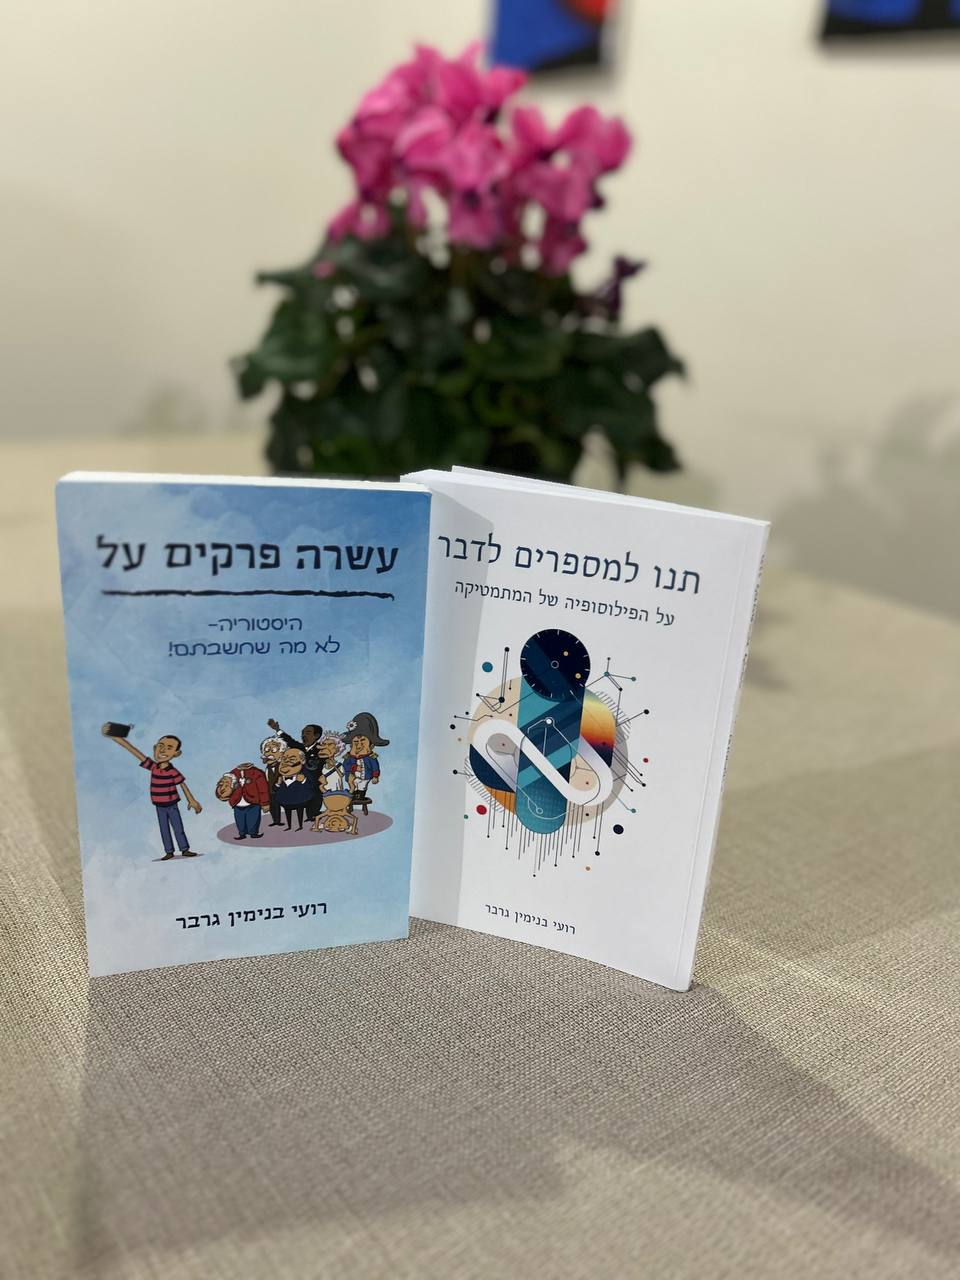 עשרה פרקים על
היסטוריה-
לא מה שחשבתם!
רועי בנימין גרבר
תנו למספרים לדבר
על הפילוסופיה של המתמטיקה
רועי בנימין גרבר